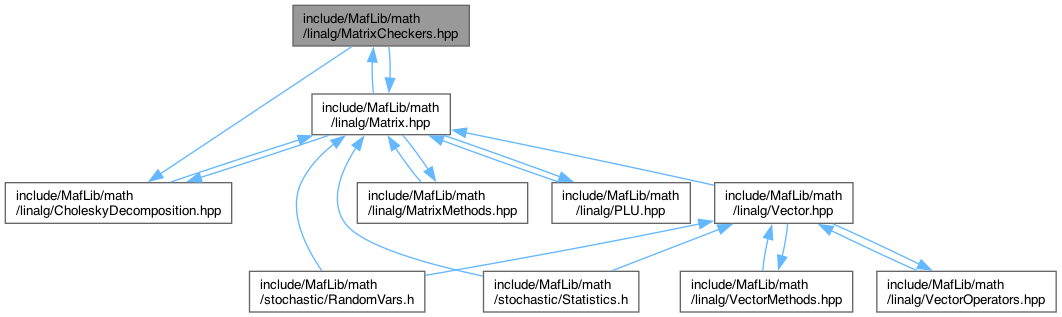 include/MafLib/math
/linalg/MatrixCheckers.hpp
include/MafLib/math
/linalg/Matrix.hpp
include/MafLib/math
/linalg/CholeskyDecomposition.hpp
include/MafLib/math
/linalg/MatrixMethods.hpp
include/MafLib/math
/linalg/PLU.hpp
include/MafLib/math
/linalg/Vector.hpp
include/MafLib/math
/stochastic/RandomVars.h
include/MafLib/math
/stochastic/Statistics.h
include/MafLib/math
/linalg/VectorMethods.hpp
include/MafLib/math
/linalg/VectorOperators.hpp